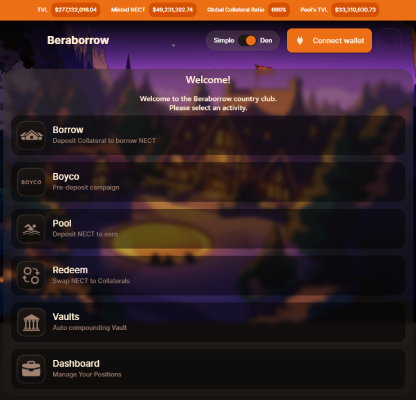 TVL $277,132,016.04 Minted NECT $49,231,392.74 Global Collateral Ratio 660% Pool's TVL $33,310,630.73
Beraborrow Simple Den Connect wallet
Welcome!
Welcome to the Beraborrow country club.
Please select an activity.
Borrow
Deposit Collateral to borrow NECT
BOYCO
Boyco
Pre-deposit campaign
Pool
Deposit NECT to earn
Redeem
Swap NECT to Collaterals
Vaults
Auto compounding Vault
Dashboard
Manage Your Positions